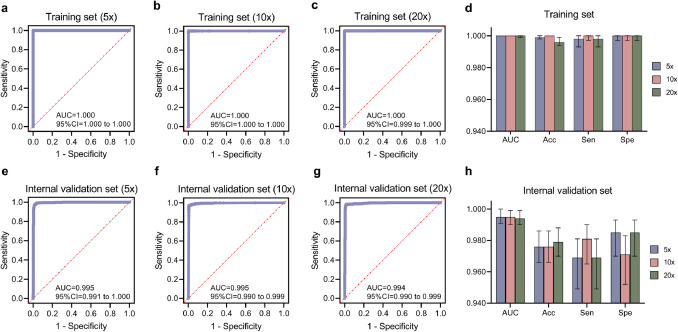 a
Training set (5x)
Sensitivity
1.0
0.8
0.6
0.4
0.2
0.0
AUC=1.000
95%CI=1.000 to 1.000
0.0 0.2 0.4 0.6 0.8 1.0
1 - Specificity
b
Training set (10x)
Sensitivity
1.0
0.8
0.6
0.4
0.2
0.0
AUC=1.000
95%CI=1.000 to 1.000
0.0 0.2 0.4 0.6 0.8 1.0
1 - Specificity
c
Training set (20x)
Sensitivity
1.0
0.8
0.6
0.4
0.2
0.0
AUC=1.000
95%CI=0.999 to 1.000
0.0 0.2 0.4 0.6 0.8 1.0
1 - Specificity
d
Training set
1.000
0.980
0.960
0.940
AUC Acc Sen Spe
5x
10x
20x
e
Internal validation set (5x)
Sensitivity
1.0
0.8
0.6
0.4
0.2
0.0
AUC=0.995
95%CI=0.991 to 1.000
0.0 0.2 0.4 0.6 0.8 1.0
1 - Specificity
f
Internal validation set (10x)
Sensitivity
1.0
0.8
0.6
0.4
0.2
0.0
AUC=0.995
95%CI=0.990 to 0.999
0.0 0.2 0.4 0.6 0.8 1.0
1 - Specificity
g
Internal validation set (20x)
Sensitivity
1.0
0.8
0.6
0.4
0.2
0.0
AUC=0.994
95%CI=0.990 to 0.999
0.0 0.2 0.4 0.6 0.8 1.0
1 - Specificity
h
Internal validation set
1.000
0.980
0.960
0.940
AUC Acc Sen Spe
5x
10x
20x